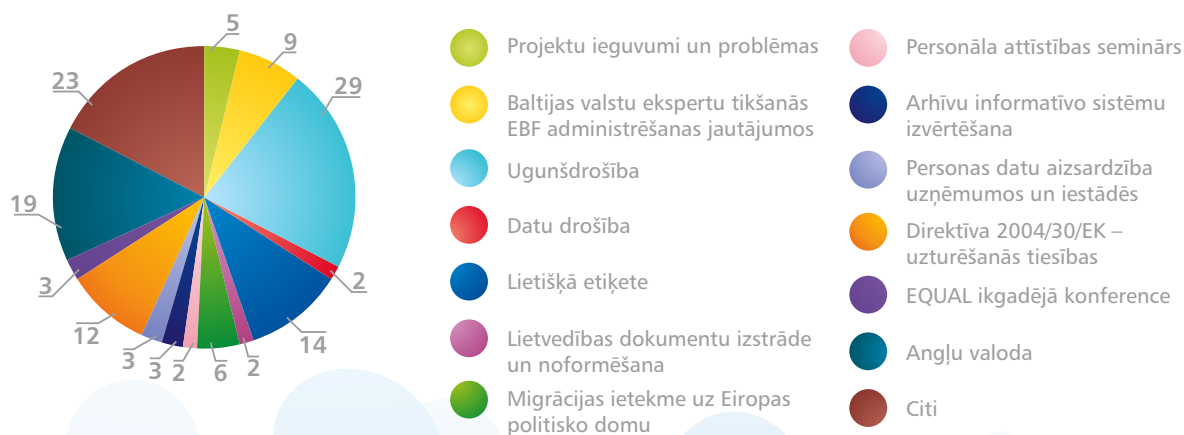 5
9
29
2
14
2
6
2
3
3
12
3
19
23
Projektu ieguvumi un problēmas
Baltijas valstu ekspertu tikšanās
EBF administrēšanas jautājumos
Ugunšdrošība
Datu drošība
Lietišķā etiķete
Lietvedības dokumentu izstrāde
un noformēšana
Migrācijas ietekme uz Eiropas
politisko domu
Personāla attīstības seminārs
Arhīvu informatīvo sistēmu
izvērtēšana
Personas datu aizsardzība
uzņēmumos un iestādēs
Direktīva 2004/30/EK –
uzturēšanās tiesības
EQUAL ikgadējā konference
Angļu valoda
Citi